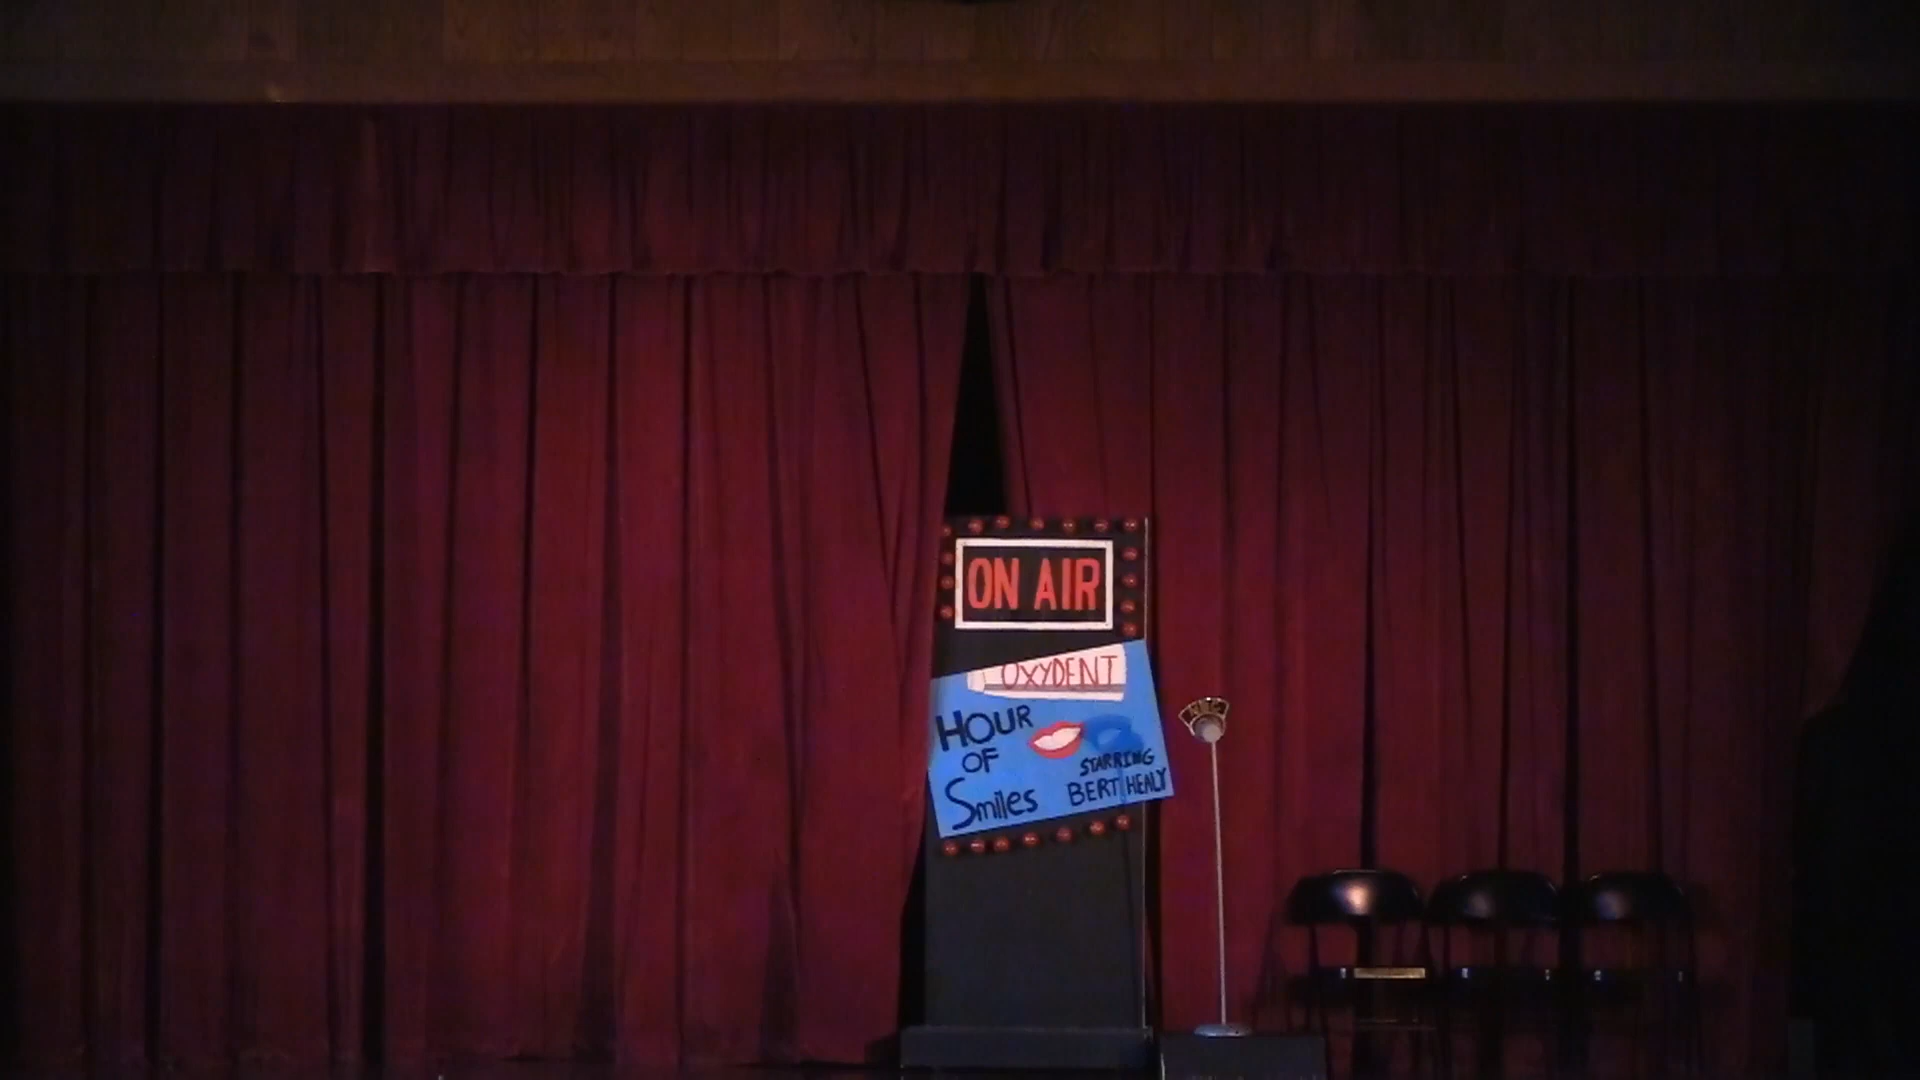 ON AIR
OXYDENT
HOUR
OF
Smiles
STARRING
BERT HEALY